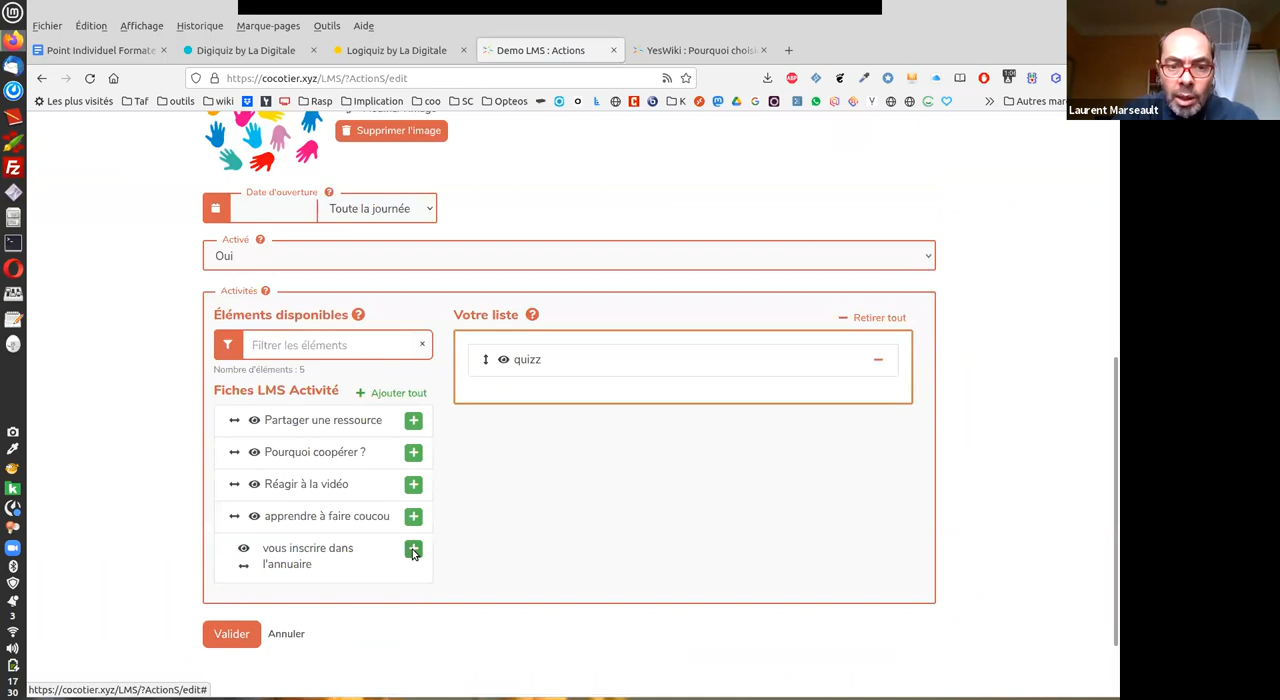 Fichier Édition Affichage Historique Marque-pages Outils Aide
Point Individuel Formate Digiquiz by La Digitale Logiquiz by La Digitale Demo LMS : Actions YesWiki : Pourquoi chois
https://cocotier.xyz/LMS/?ActionS/edit
Les plus visités Taf outils wiki Rasp Implication coo SC Opteos K Autres mar
Laurent Marseault
Supprimer l'image
Date d'ouverture
Toute la journée
Activé
Oui
Activités
Éléments disponibles
Votre liste
Retirer tout
Filtrer les éléments
quizz
Nombre d'éléments : 5
Fiches LMS Activité
Ajouter tout
Partager une ressource
Pourquoi coopérer ?
Réagir à la vidéo
apprendre à faire coucou
vous inscrire dans
l'annuaire
Valider Annuler
3
17
30
https://cocotier.xyz/LMS/?ActionS/edit#